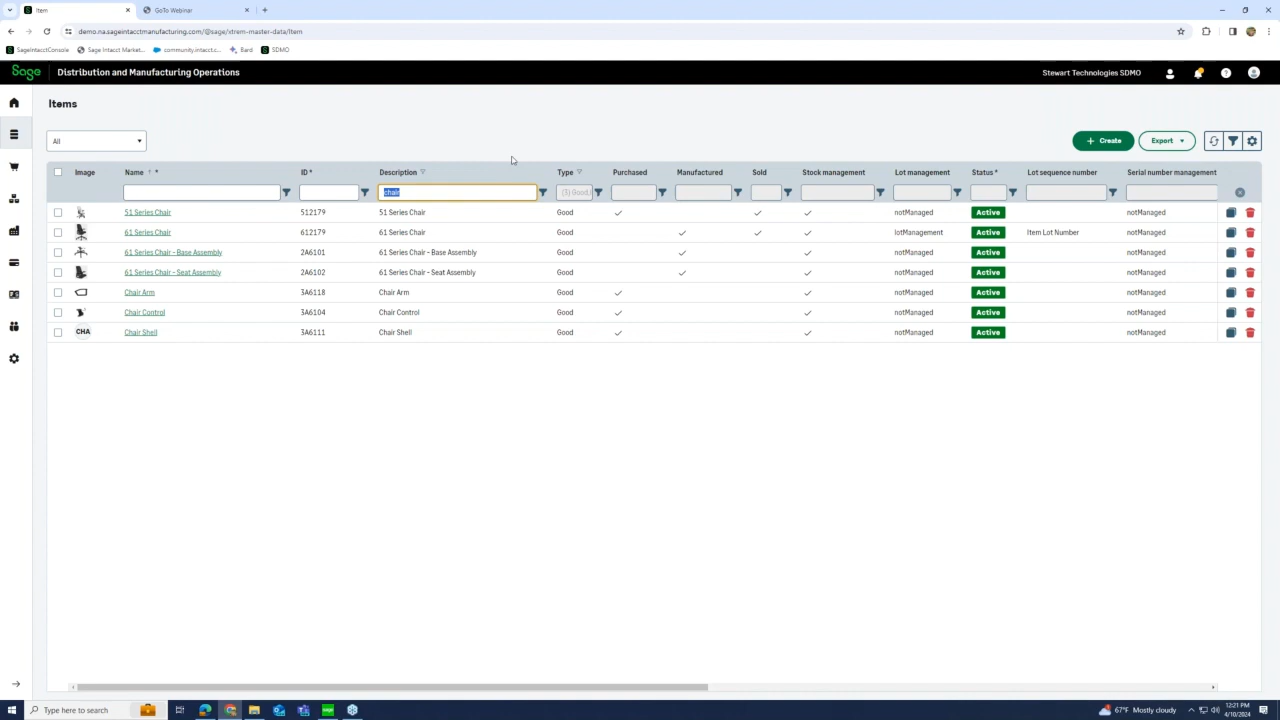 Item
GoTo Webinar
demo.na.sageintacctmanufacturing.com/@sage/xtrem-master-data/Item
SageIntacctConsole Sage Intacct Market... community.intacct.c... Bard SDMO
Sage Distribution and Manufacturing Operations Stewart Technologies SDMO
Items
All Create Export
Image Name * ID * Description Type Purchased Manufactured Sold Stock management Lot management Status * Lot sequence number Serial number management
chair (3) Good,
51 Series Chair 512179 51 Series Chair Good notManaged Active notManaged
61 Series Chair 612179 61 Series Chair Good lotManagement Active Item Lot Number notManaged
61 Series Chair - Base Assembly 2A6101 61 Series Chair - Base Assembly Good notManaged Active notManaged
61 Series Chair - Seat Assembly 2A6102 61 Series Chair - Seat Assembly Good notManaged Active notManaged
Chair Arm 3A6118 Chair Arm Good notManaged Active notManaged
Chair Control 3A6104 Chair Control Good notManaged Active notManaged
CHA Chair Shell 3A6111 Chair Shell Good notManaged Active notManaged
Type here to search
67°F Mostly cloudy
12:21 PM
4/10/2024